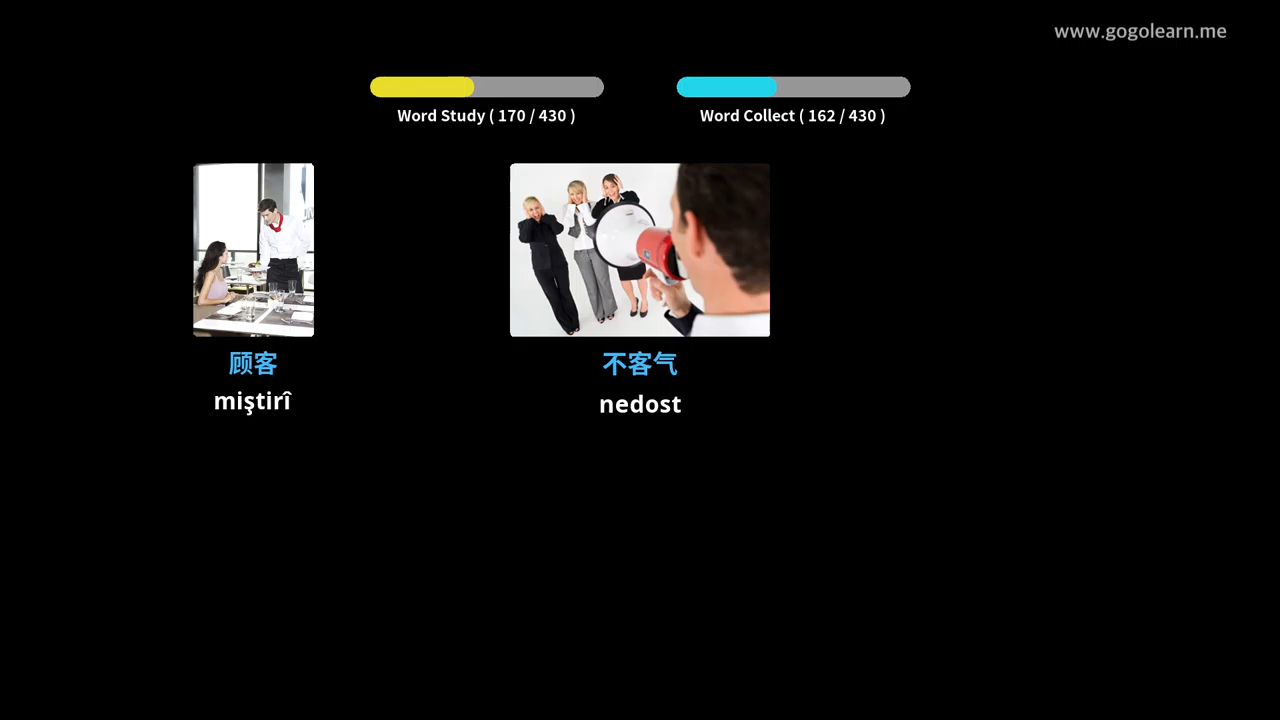 www.gogolearn.me
Word Study ( 170 / 430 )
Word Collect ( 162 / 430 )
顾客
不客气
miştirî
nedost